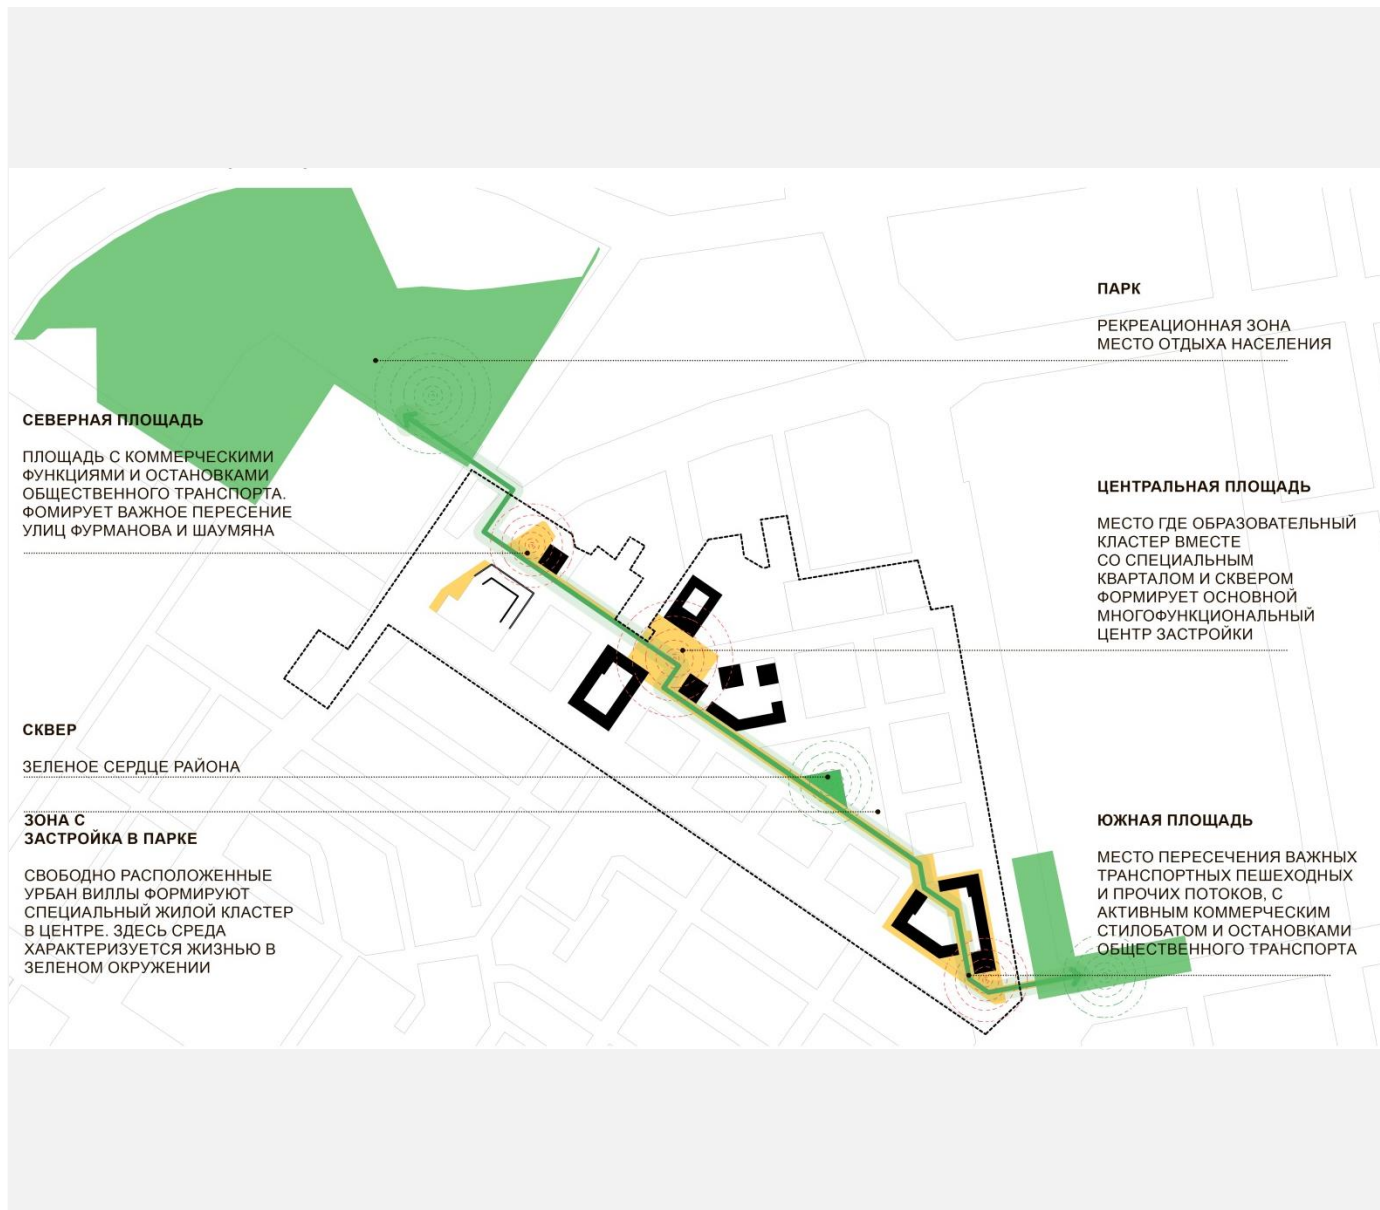 СЕВЕРНАЯ ПЛОЩАДЬ
ПЛОЩАДЬ С КОММЕРЧЕСКИМИ
ФУНКЦИЯМИ И ОСТАНОВКАМИ
ОБЩЕСТВЕННОГО ТРАНСПОРТА.
ФОМИРУЕТ ВАЖНОЕ ПЕРЕСЕНИЕ
УЛИЦ ФУРМАНОВА И ШАУМЯНА
СКВЕР
ЗЕЛЕНОЕ СЕРДЦЕ РАЙОНА
ЗОНА С
ЗАСТРОЙКА В ПАРКЕ
СВОБОДНО РАСПОЛОЖЕННЫЕ
УРБАН ВИЛЛЫ ФОРМИРУЮТ
СПЕЦИАЛЬНЫЙ ЖИЛОЙ КЛАСТЕР
В ЦЕНТРЕ. ЗДЕСЬ СРЕДА
ХАРАКТЕРИЗУЕТСЯ ЖИЗНЬЮ В
ЗЕЛЕНОМ ОКРУЖЕНИИ
ПАРК
РЕКРЕАЦИОННАЯ ЗОНА
МЕСТО ОТДЫХА НАСЕЛЕНИЯ
ЦЕНТРАЛЬНАЯ ПЛОЩАДЬ
МЕСТО ГДЕ ОБРАЗОВАТЕЛЬНЫЙ
КЛАСТЕР ВМЕСТЕ
СО СПЕЦИАЛЬНЫМ
КВАРТАЛОМ И СКВЕРОМ
ФОРМИРУЕТ ОСНОВНОЙ
МНОГОФУНКЦИОНАЛЬНЫЙ
ЦЕНТР ЗАСТРОЙКИ
ЮЖНАЯ ПЛОЩАДЬ
МЕСТО ПЕРЕСЕЧЕНИЯ ВАЖНЫХ
ТРАНСПОРТНЫХ ПЕШЕХОДНЫХ
И ПРОЧИХ ПОТОКОВ, С
АКТИВНЫМ КОММЕРЧЕСКИМ
СТИЛОБАТОМ И ОСТАНОВКАМИ
ОБЩЕСТВЕННОГО ТРАНСПОРТА